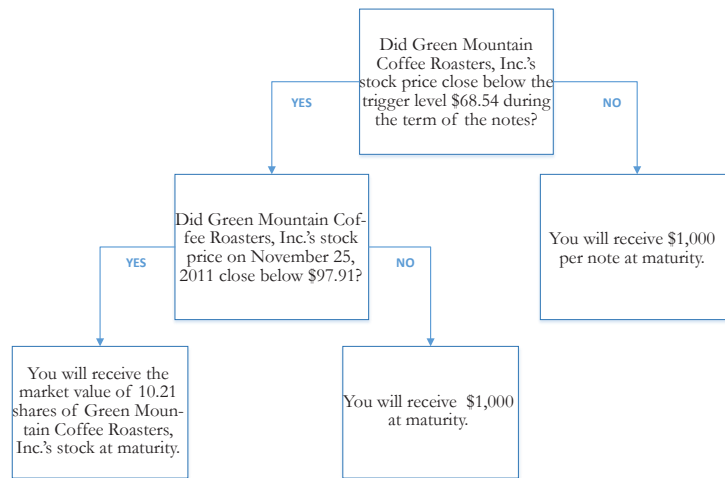 Did Green Mountain
Coffee Roasters, Inc.'s
stock price close below the
trigger level $68.54 during
the term of the notes?
YES
NO
Did Green Mountain Cof-
fee Roasters, Inc.'s stock
price on November 25,
2011 close below $97.91?
You will receive $1,000
per note at maturity.
YES
NO
You will receive the
market value of 10.21
shares of Green Moun-
tain Coffee Roasters,
Inc.'s stock at maturity.
You will receive $1,000
at maturity.